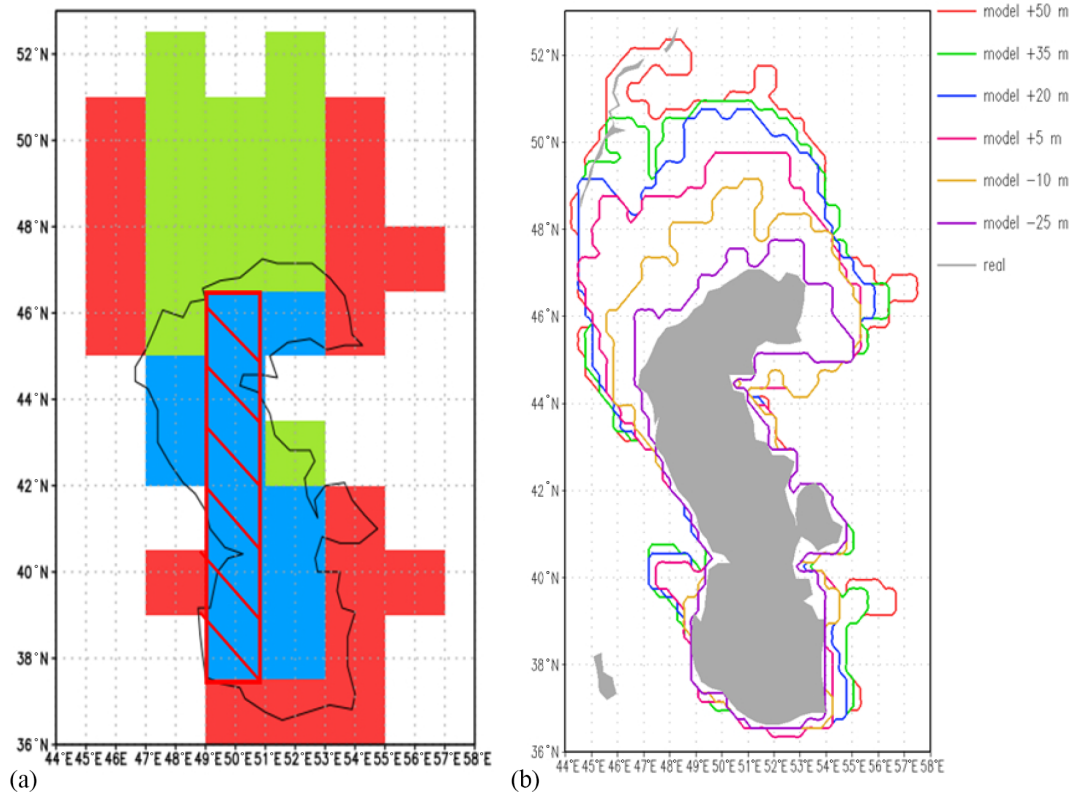 52°N
50°N
48°N
46°N
44°N
42°N
40°N
38°N
36°N
44°E 45°E 46°E 47°E 48°E 49°E 50°E 51°E 52°E 53°E 54°E 55°E 56°E 57°E 58°E
(a)
52°N
50°N
48°N
46°N
44°N
42°N
40°N
38°N
36°N
44°E 45°E 46°E 47°E 48°E 49°E 50°E 51°E 52°E 53°E 54°E 55°E 56°E 57°E 58°E
(b)
model +50 m
model +35 m
model +20 m
model +5 m
model −10 m
model −25 m
real